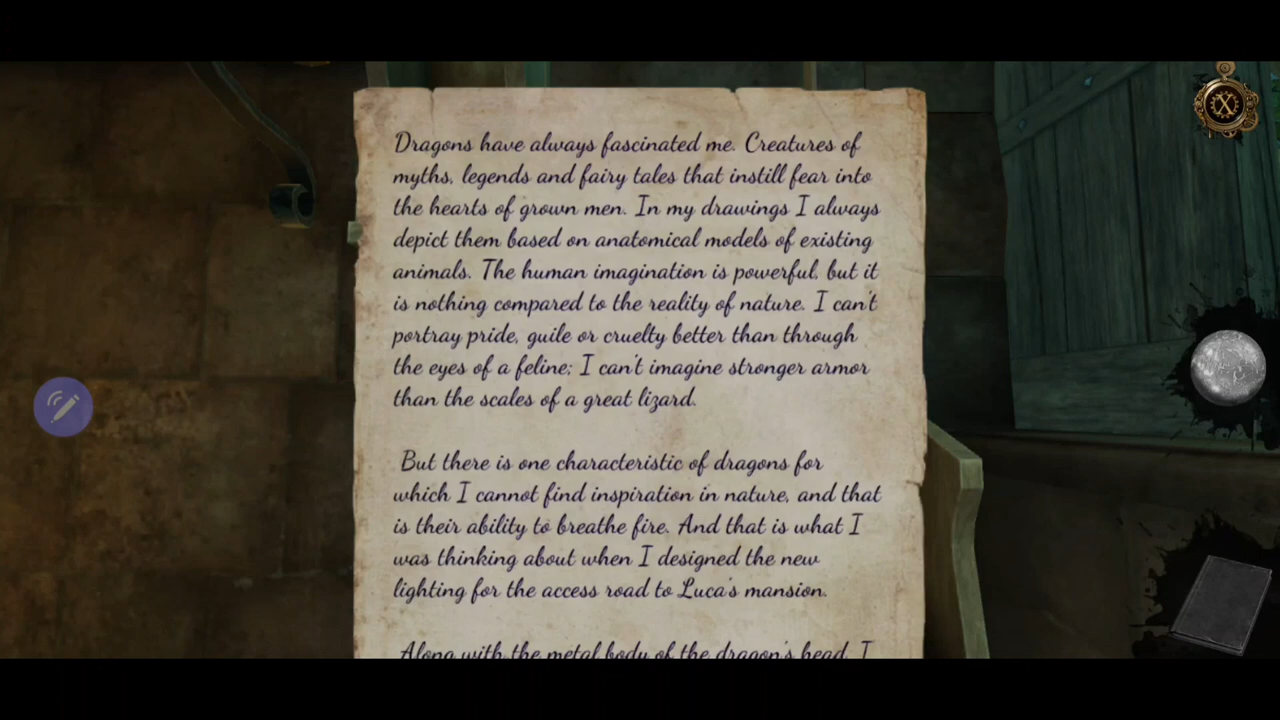 Dragons have always fascinated me. Creatures of
myths, legends and fairy tales that instill fear into
the hearts of grown men. In my drawings I always
depict them based on anatomical models of existing
animals. The human imagination is powerful, but it
is nothing compared to the reality of nature. I can't
portray pride, guile or cruelty better than through
the eyes of a feline; I can't imagine stronger armor
than the scales of a great lizard.
But there is one characteristic of dragons for
which I cannot find inspiration in nature, and that
is their ability to breathe fire. And that is what I
was thinking about when I designed the new
lighting for the access road to Luca's mansion.
Along with the metal body of the dragon's head, I